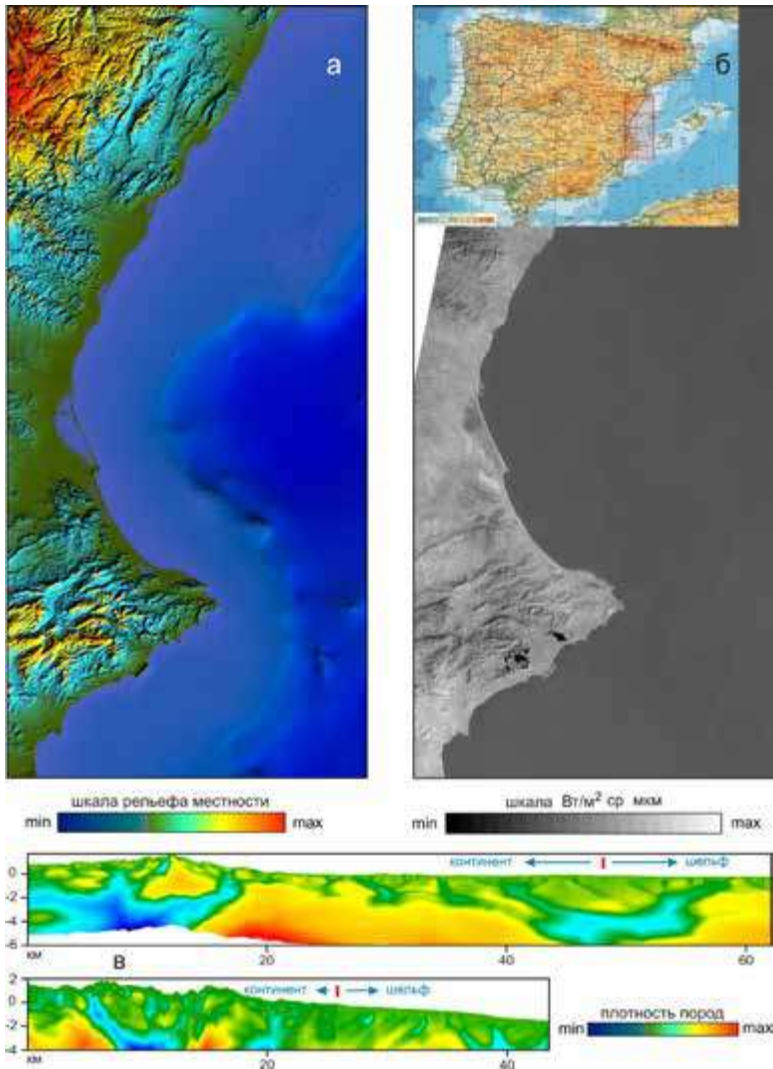 а
б
шкала рельефа местности
min max
шкала Вт/м² ср мкм
min max
континент шельф
0
-2
-4
-6
км 20 40 60
в
2
континент шельф
0
-2
-4
км 20 40
плотность пород
min max